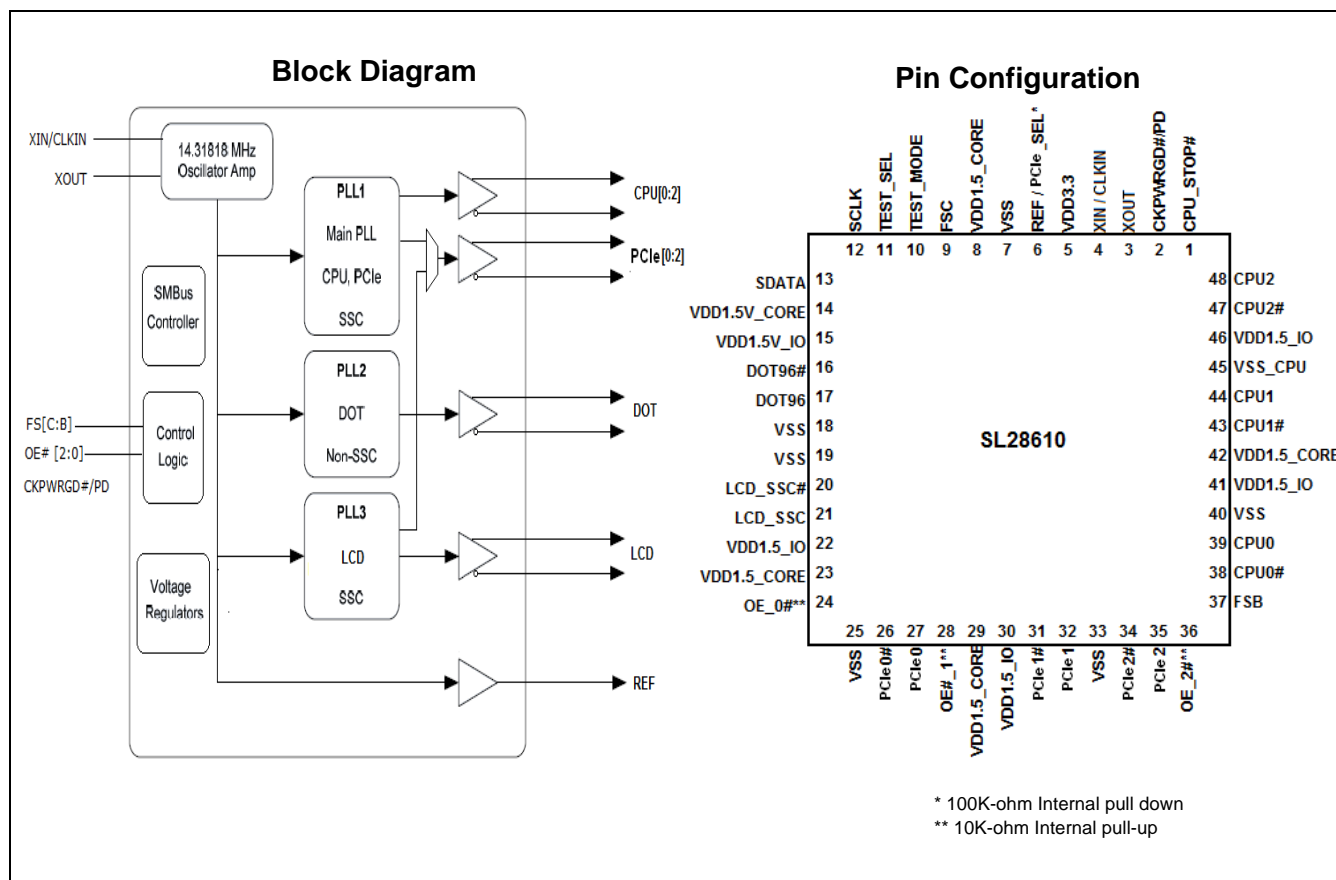 Block Diagram
XIN/CLKIN
XOUT
14.31818 MHz
Oscillator Amp
SMBus
Controller
FS[C:B]
OE# [2:0]
CKPWRGD#/PD
Control
Logic
Voltage
Regulators
PLL1
Main PLL
CPU, PCIe
SSC
PLL2
DOT
Non-SSC
PLL3
LCD
SSC
CPU[0:2]
PCIe[0:2]
DOT
LCD
REF
Pin Configuration
SCLK
TEST_SEL
TEST_MODE
FSC
VDD1.5_CORE
VSS
REF / PCIe _SEL*
VDD3.3
XIN / CLKIN
XOUT
CKPWRGD#/PD
CPU_STOP#
12 11 10 9 8 7 6 5 4 3 2 1
SDATA 13
VDD1.5V_CORE 14
VDD1.5V_IO 15
DOT96# 16
DOT96 17
VSS 18
VSS 19
LCD_SSC# 20
LCD_SSC 21
VDD1.5_IO 22
VDD1.5_CORE 23
OE_0#** 24
SL28610
48 CPU2
47 CPU2#
46 VDD1.5_IO
45 VSS_CPU
44 CPU1
43 CPU1#
42 VDD1.5_CORE
41 VDD1.5_IO
40 VSS
39 CPU0
38 CPU0#
37 FSB
25 26 27 28 29 30 31 32 33 34 35 36
VSS
PCIe0#
PCIe0
OE#_1**
VDD1.5_CORE
VDD1.5_IO
PCIe1#
PCIe1
VSS
PCIe2#
PCIe2
OE_2#**
* 100K-ohm Internal pull down
** 10K-ohm Internal pull-up